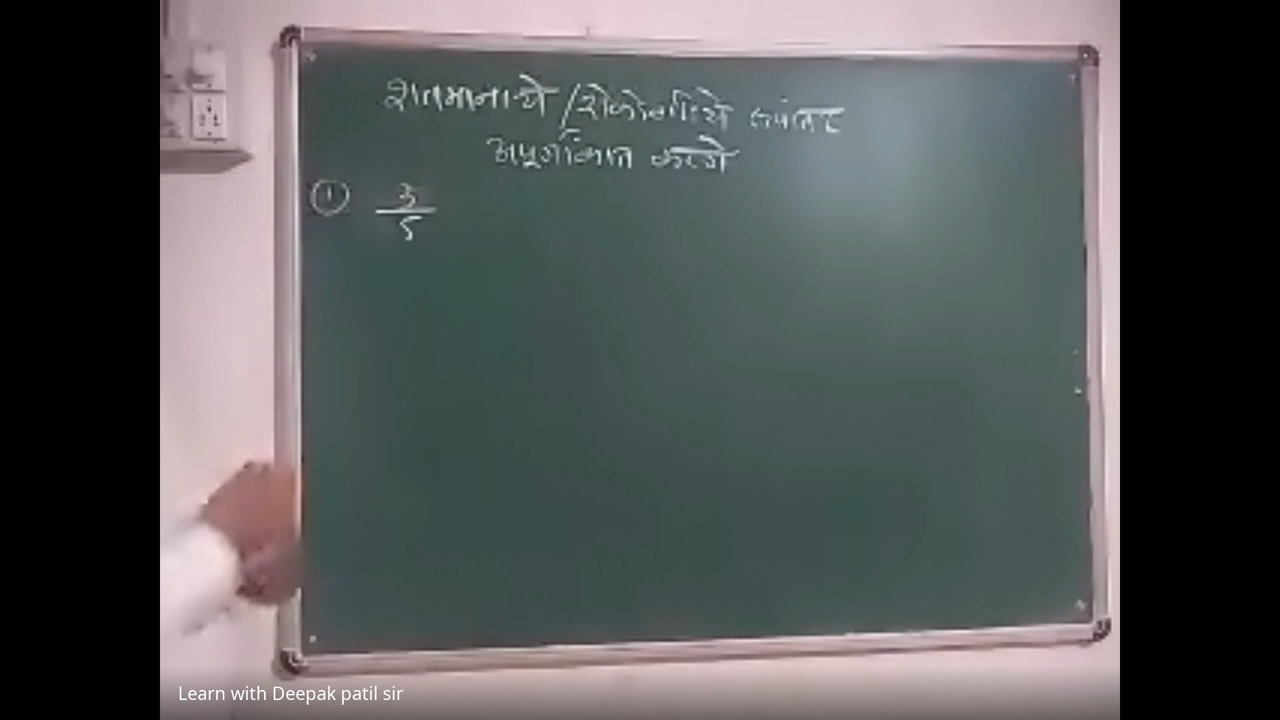 शतमानाचे /शेकडेवारीचे रुपांतर
अपूर्णांकात करणे
① 3/5
Learn with Deepak patil sir